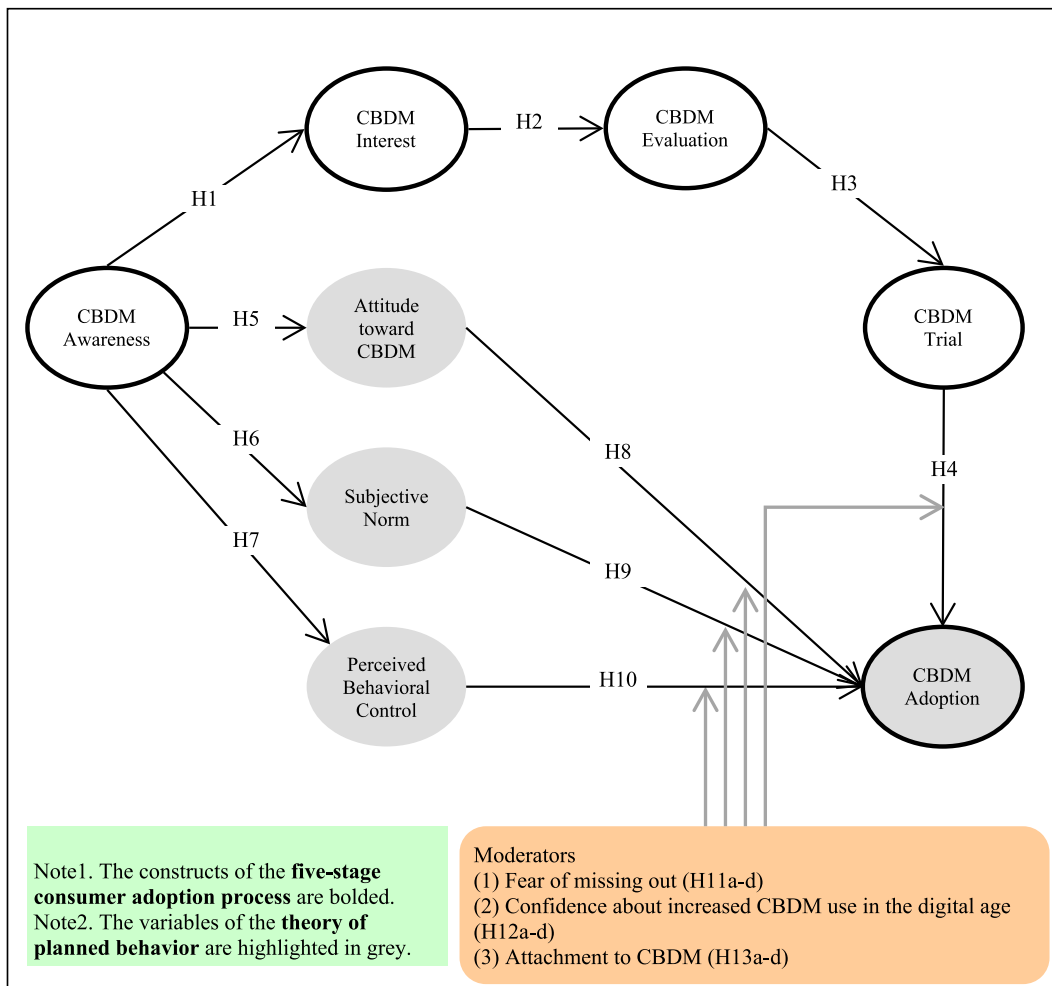 CBDM
Interest
H2
CBDM
Evaluation
H1
H3
CBDM
Awareness
H5
Attitude
toward
CBDM
CBDM
Trial
H6
H8
H4
Subjective
Norm
H7
H9
Perceived
Behavioral
Control
H10
CBDM
Adoption
Note1. The constructs of the five-stage
consumer adoption process are bolded.
Note2. The variables of the theory of
planned behavior are highlighted in grey.
Moderators
(1) Fear of missing out (H11a-d)
(2) Confidence about increased CBDM use in the digital age
(H12a-d)
(3) Attachment to CBDM (H13a-d)